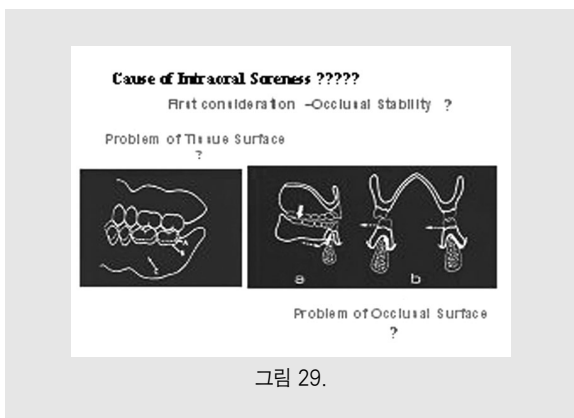 Cause of Intraoral Soreness ?????
First consideration -Occlusal Stability ?
Problem of Tissue Surface
?
A
a
b
Problem of Occlusal Surface
?
그림 29.